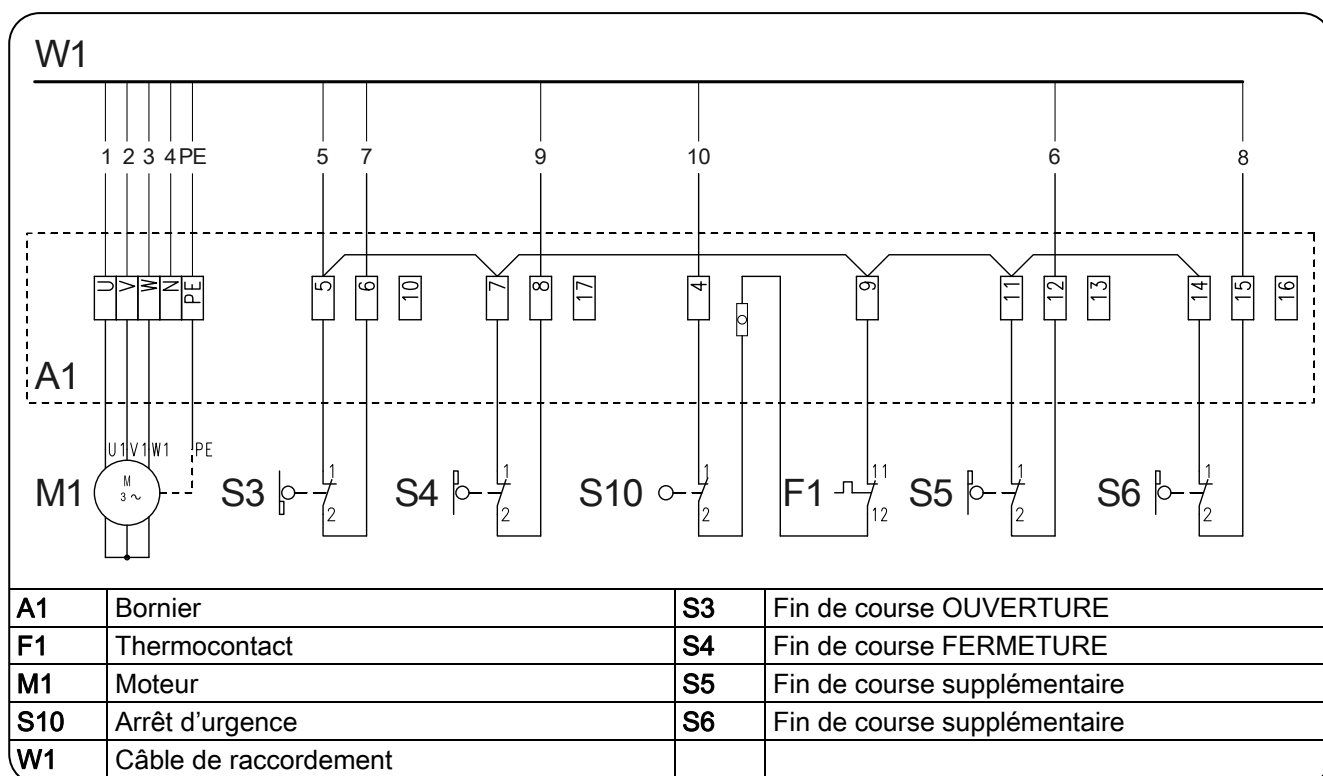 W1
1 2 3 4 PE 5 7 9 10 6 8
U V W N PE 5 6 10 7 8 17 4 9 11 12 13 14 15 16
A1
U1 V1 W1 PE
M1 M 3 ~ S3 1 2 S4 1 2 S10 1 2 F1 11 12 S5 1 2 S6 1 2
A1 Bornier S3 Fin de course OUVERTURE
F1 Thermocontact S4 Fin de course FERMETURE
M1 Moteur S5 Fin de course supplémentaire
S10 Arrêt d’urgence S6 Fin de course supplémentaire
W1 Câble de raccordement